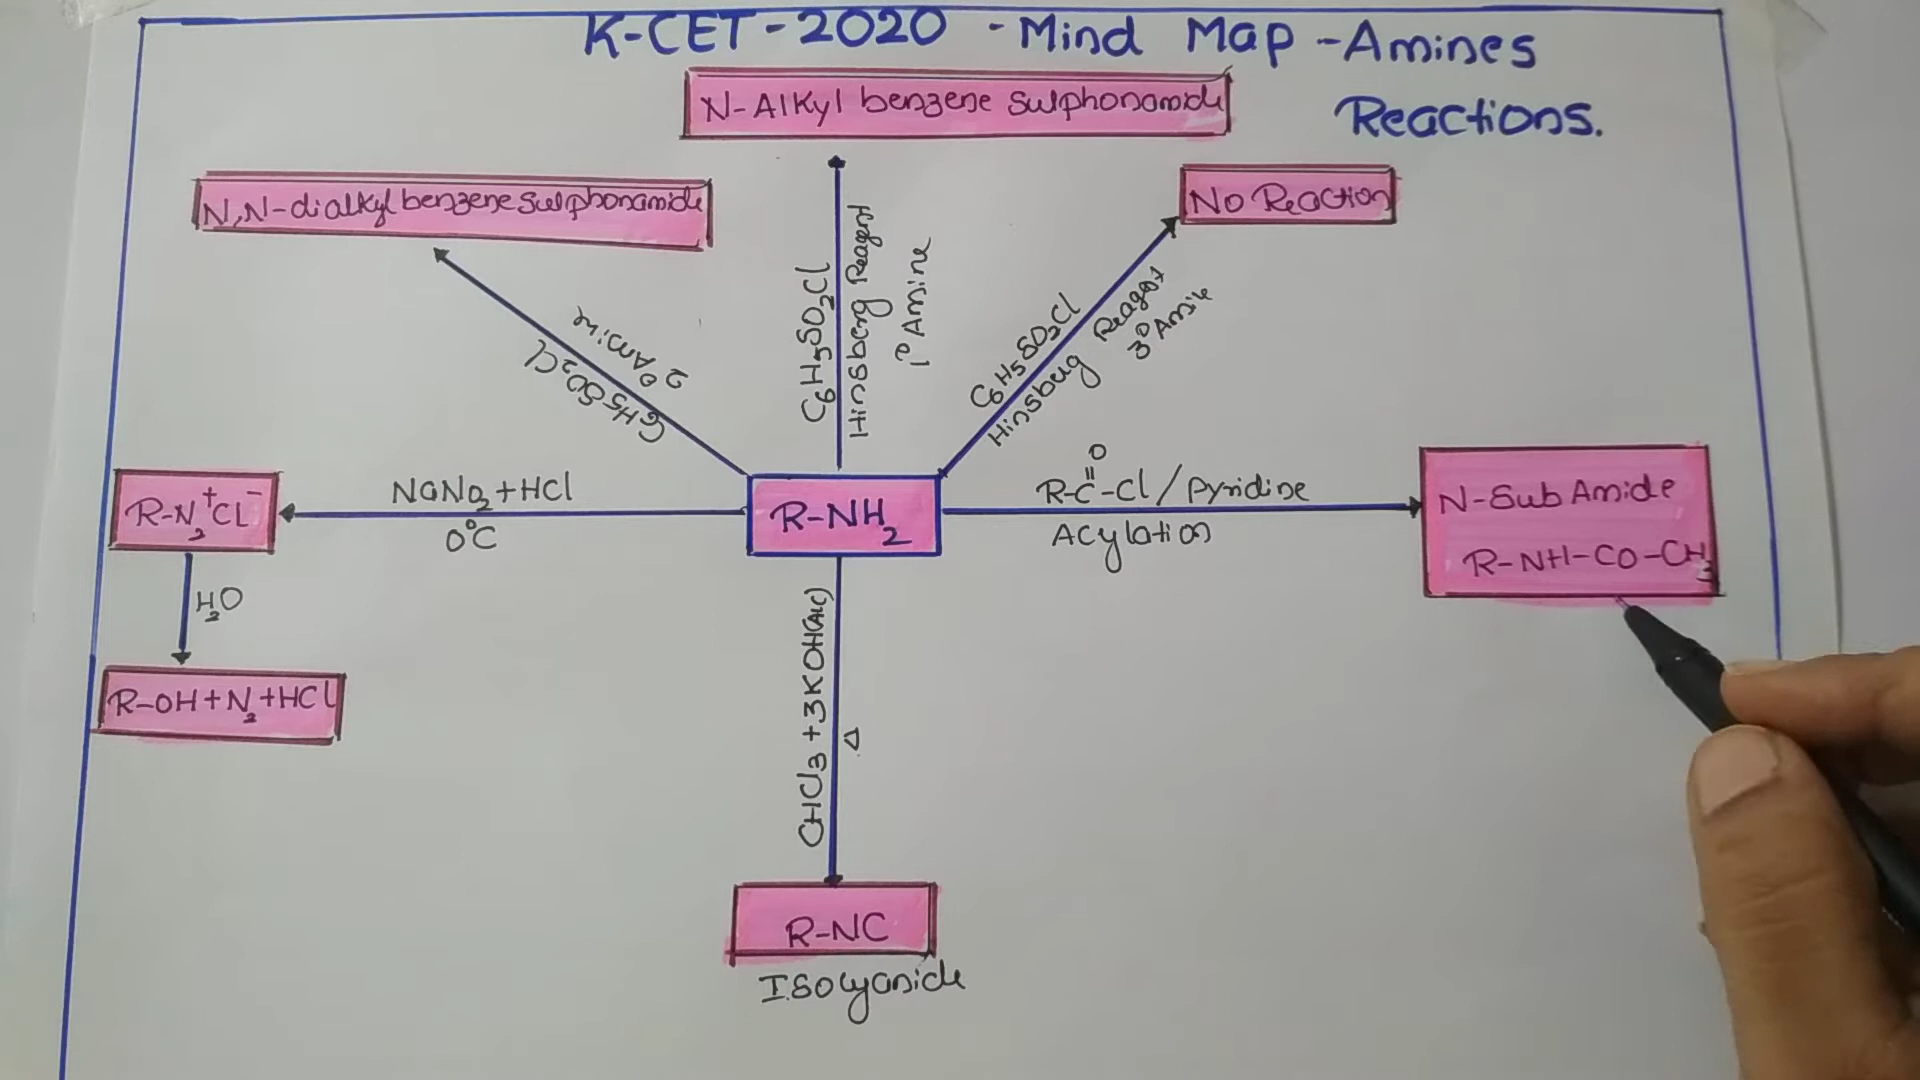 K-CET-2020 - Mind Map - Amines
Reactions.
N-Alkyl benzene sulphonamide
N,N-dialkyl benzene sulphonamide
No Reaction
C6H5SO2Cl
2° Amine
C6H5SO2Cl
Hinsberg Reagent
1° Amine
C6H5SO2Cl
Hinsberg Reagent
3° Amine
R-N2+Cl-
NaNO2+HCl
0°C
R-NH2
O
R-C-Cl/Pyridine
Acylation
N-Sub Amide
R-NH-CO-CH3
H2O
R-OH+N2+HCl
CHCl3+3KOH(Alc)
Δ
R-NC
Isocyanide